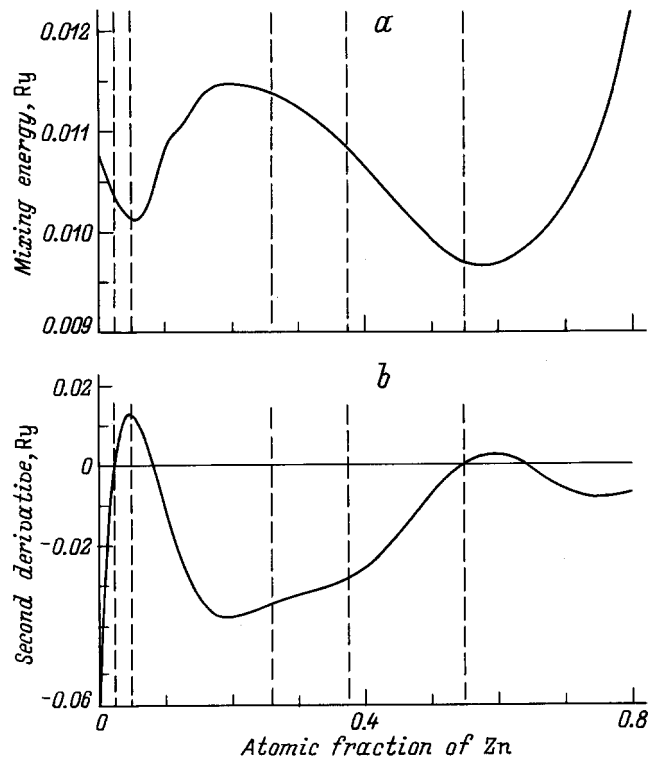 a
0.012
0.011
0.010
0.009
Mixing energy, Ry
b
0.02
0
-0.02
-0.06
Second derivative, Ry
0 0.4 0.8
Atomic fraction of Zn